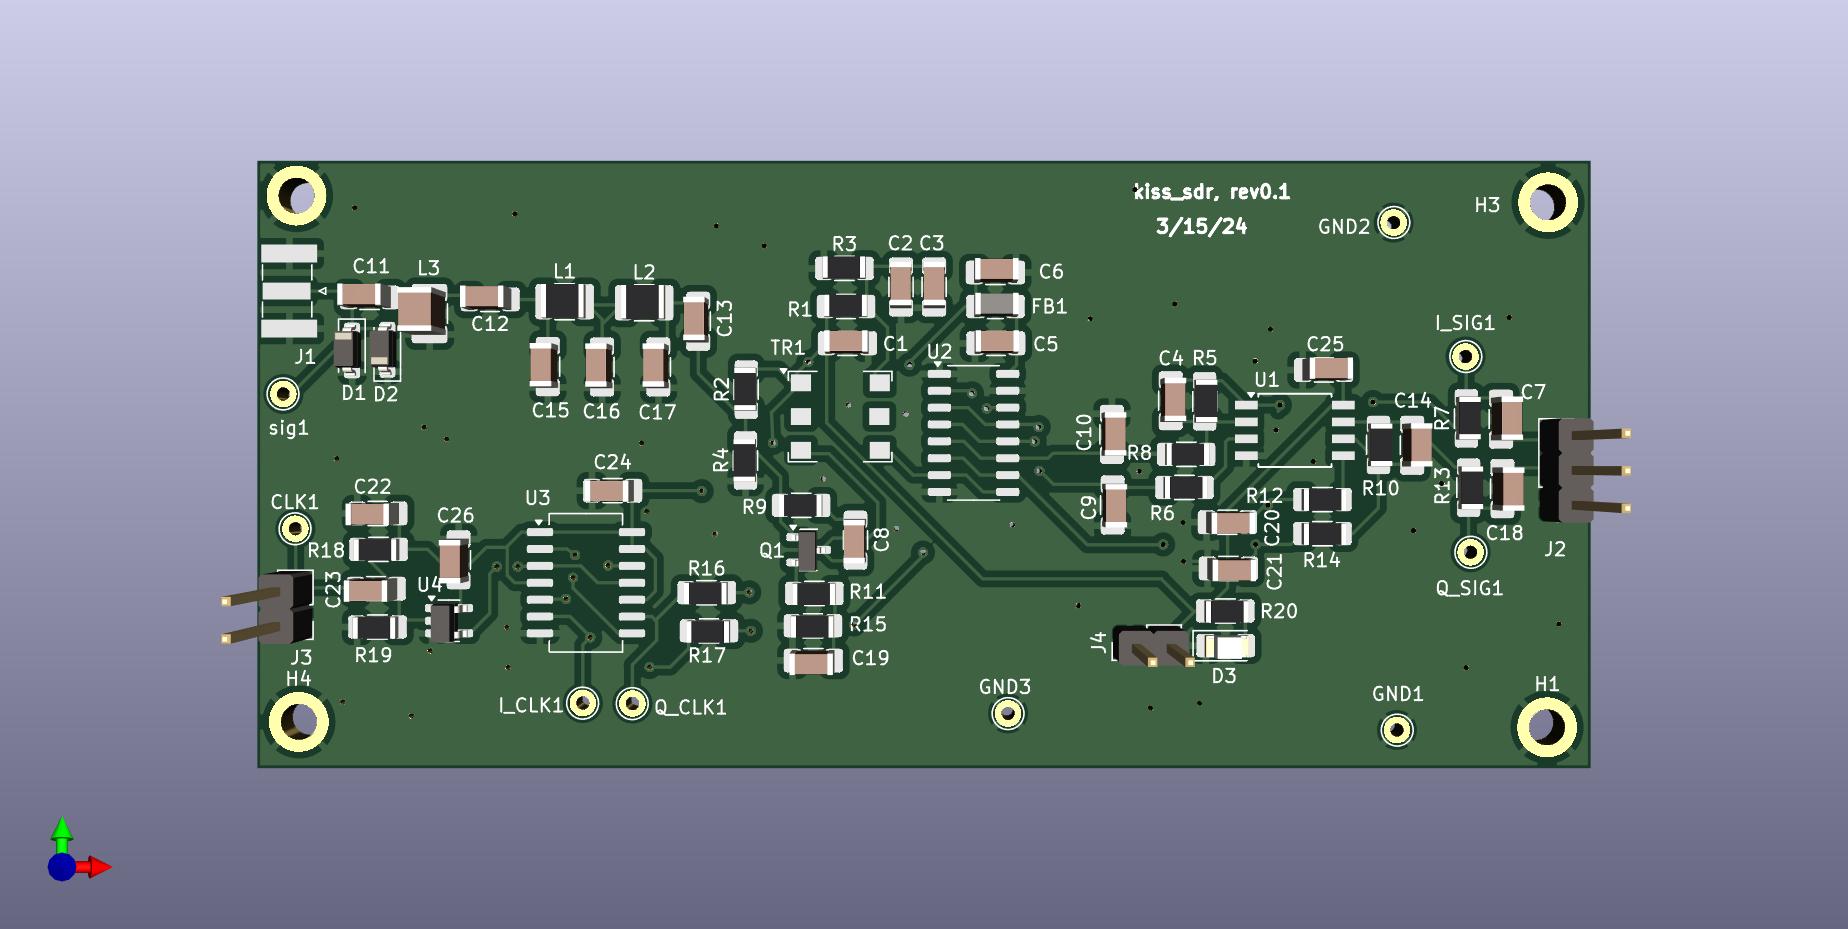 kiss_sdr, rev0.1
3/15/24
H3
GND2
R3
C2
C3
C11
L3
L1
L2
C6
R1
FB1
C12
C13
I_SIG1
J1
TR1
C1
U2
C5
C25
D1
D2
C15
C16
C17
R2
C4
R5
U1
C14
R7
C7
sig1
C10
R4
R8
C24
R10
R13
C22
U3
R9
C9
R6
R12
CLK1
C26
C20
C18
R18
Q1
C8
R14
J2
C23
U4
R16
R11
C21
Q_SIG1
R19
R17
R15
R20
J3
C19
J4
D3
H4
GND3
GND1
H1
I_CLK1
Q_CLK1